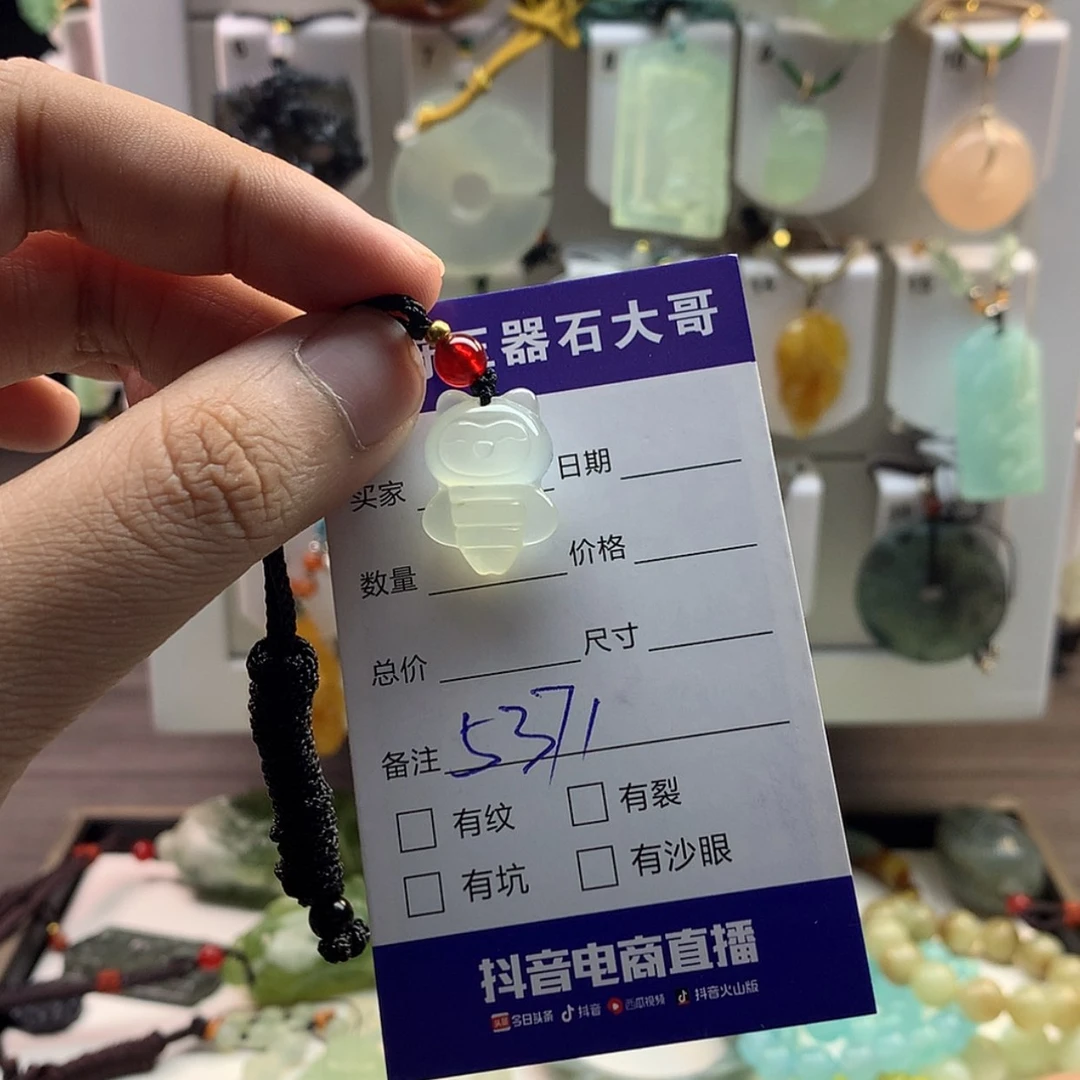 器石大哥
买家 日期
数量 价格
总价 尺寸
备注 5371
有纹 有裂
有坑 有沙眼
抖音电商直播
头条 今日头条 抖音 西瓜视频 抖音火山版